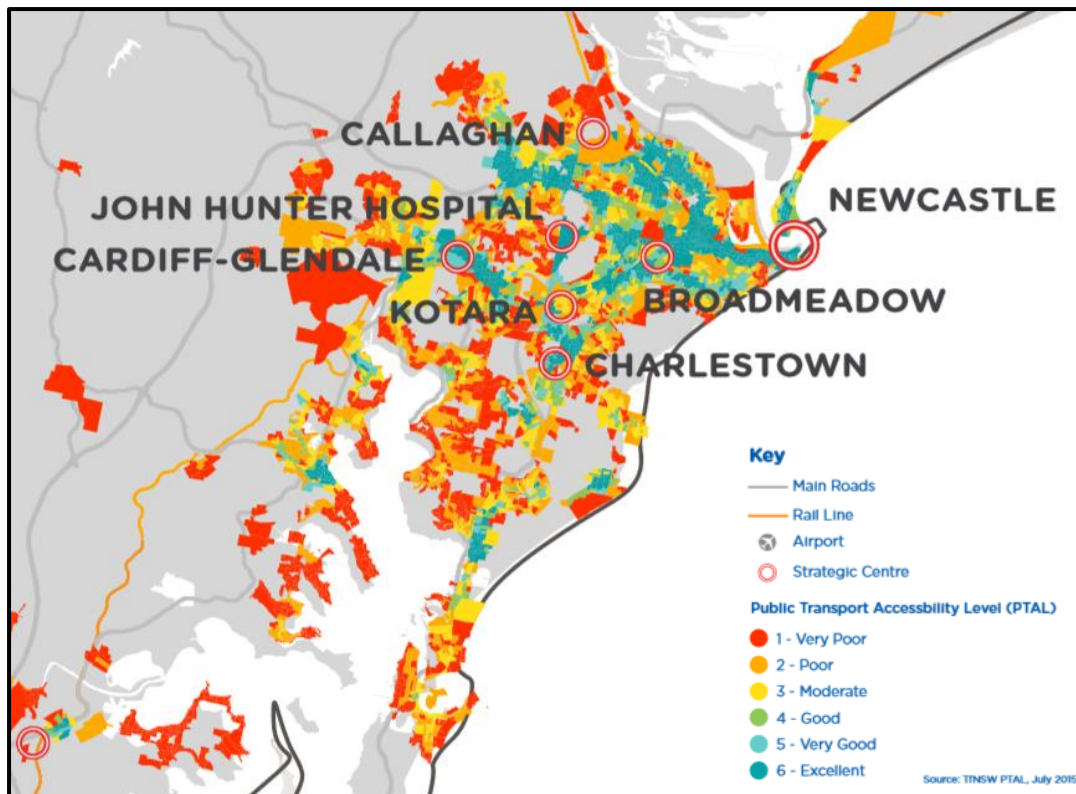 CALLAGHAN
JOHN HUNTER HOSPITAL
NEWCASTLE
CARDIFF-GLENDALE
KOTARA
BROADMEADOW
CHARLESTOWN
Key
Main Roads
Rail Line
Airport
Strategic Centre
Public Transport Accessbility Level (PTAL)
1 - Very Poor
2 - Poor
3 - Moderate
4 - Good
5 - Very Good
6 - Excellent
Source: TfNSW PTAL, July 2015